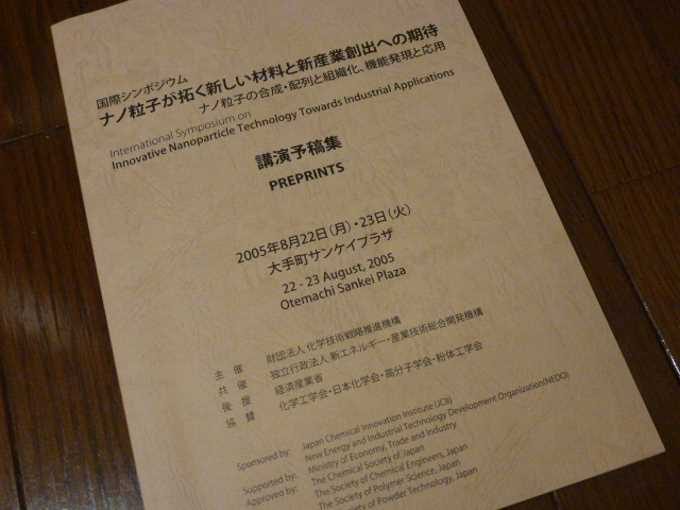 国際シンポジウム
ナノ粒子が拓く新しい材料と新産業創出への期待
ナノ粒子の合成・配列と組織化、機能発現と応用
International Symposium on
Innovative Nanoparticle Technology Towards Industrial Applications
講演予稿集
PREPRINTS
2005年8月22日(月)・23日(火)
大手町サンケイプラザ
22 - 23 August, 2005
Otemachi Sankei Plaza
主催 財団法人 化学技術戦略推進機構
共催 独立行政法人 新エネルギー・産業技術総合開発機構
後援 経済産業省
協賛 化学工学会・日本化学会・高分子学会・粉体工学会
Sponsored by: Japan Chemical Innovation Institute (JCII)
New Energy and Industrial Technology Development Organization(NEDO)
Supported by: Ministry of Economy, Trade and Industry
Approved by: The Chemical Society of Japan
The Society of Chemical Engineers, Japan
The Society of Polymer Science, Japan
Society of Powder Technology, Japan